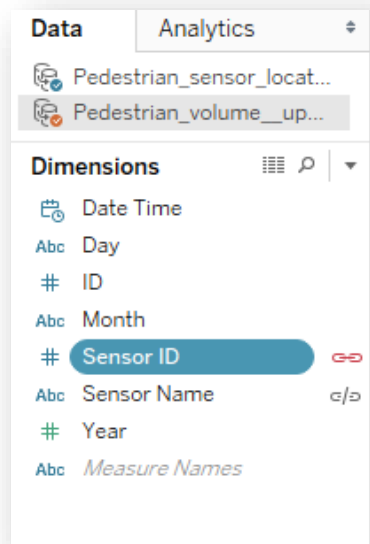 Data Analytics
Pedestrian_sensor_locat...
Pedestrian_volume__up...
Dimensions
Date Time
Abc Day
# ID
Abc Month
# Sensor ID
Abc Sensor Name
# Year
Abc Measure Names